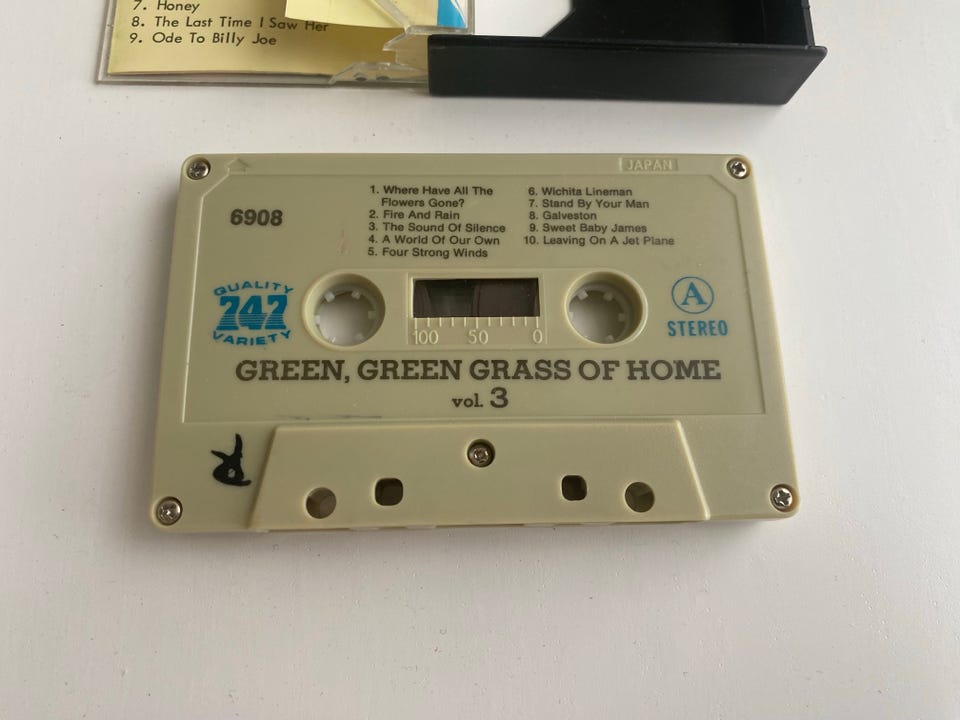 7. Honey
8. The Last Time I Saw Her
9. Ode To Billy Joe
JAPAN
6908
1. Where Have All The
Flowers Gone?
2. Fire And Rain
3. The Sound Of Silence
4. A World Of Our Own
5. Four Strong Winds
6. Wichita Lineman
7. Stand By Your Man
8. Galveston
9. Sweet Baby James
10. Leaving On A Jet Plane
QUALITY
747
VARIETY
100 50 0
A
STEREO
GREEN, GREEN GRASS OF HOME
vol. 3